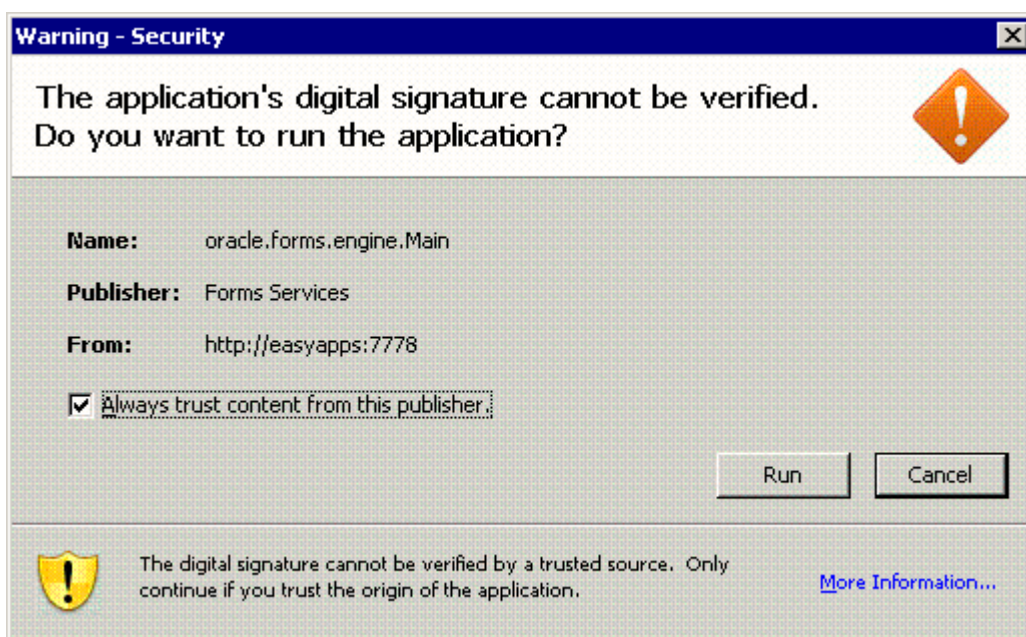 Warning - Security
The application's digital signature cannot be verified.
Do you want to run the application?
Name: oracle.forms.engine.Main
Publisher: Forms Services
From: http://easyapps:7778
Always trust content from this publisher.
Run Cancel
The digital signature cannot be verified by a trusted source. Only
continue if you trust the origin of the application.
More Information...